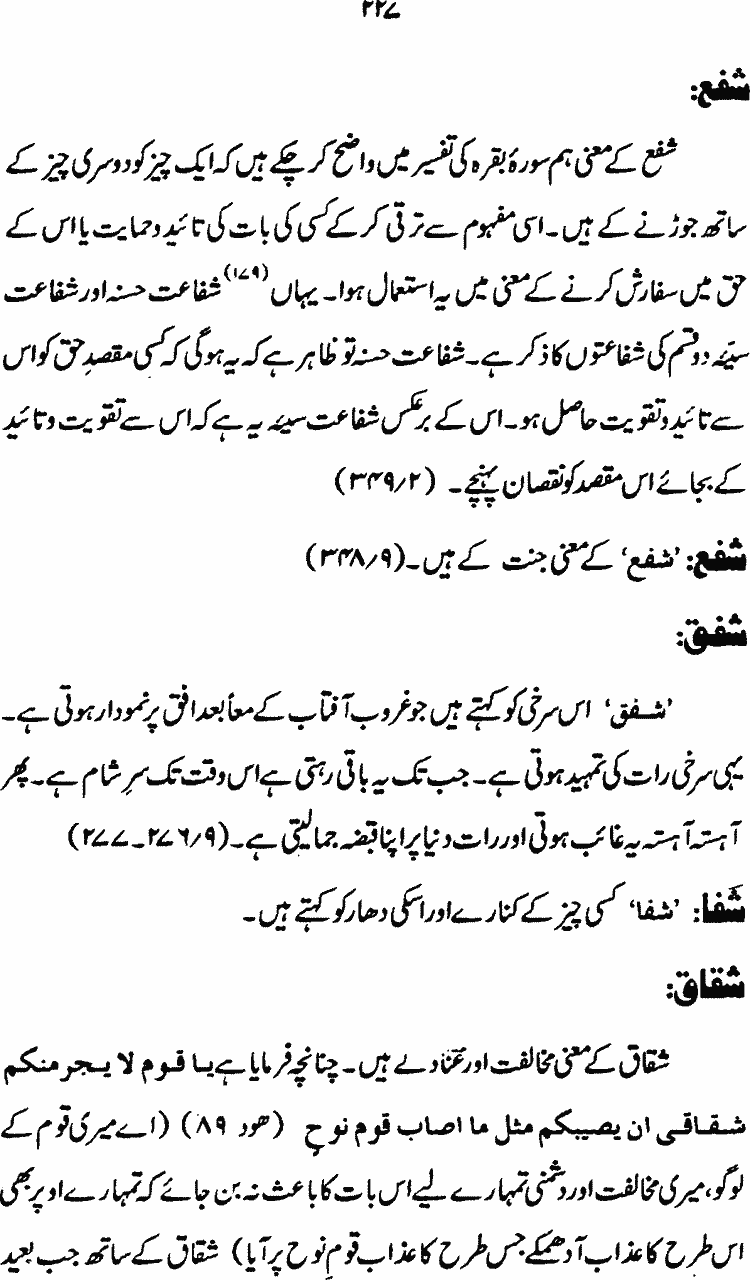 ۲۲۷
شفع:
شفع کے معنی ہم سورۂ بقرہ کی تفسیر میں واضح کر چکے ہیں کہ ایک چیز کو دوسری چیز کے
ساتھ جوڑنے کے ہیں۔ اسی مفہوم سے ترقی کر کے کسی کی بات کی تائید و حمایت یا اس کے
حق میں سفارش کرنے کے معنی میں یہ استعمال ہوا۔ یہاں (۱۷۹) شفاعت حسنہ اور شفاعت
سیئہ دو قسم کی شفاعتوں کا ذکر ہے۔ شفاعت حسنہ تو ظاہر ہے کہ یہ ہوگی کہ کسی مقصدِ حق کو اس
سے تائید و تقویت حاصل ہو۔ اس کے برعکس شفاعت سیئہ یہ ہے کہ اس سے تقویت و تائید
کے بجائے اس مقصد کو نقصان پہنچے۔ (۳۴۹/۲)
شفع: ’شفع‘ کے معنی جنت کے ہیں۔ (۳۴۸/۹)
شفق:
’شفق‘ اس سرخی کو کہتے ہیں جو غروب آفتاب کے معاً بعد افق پر نمودار ہوتی ہے۔
یہی سرخی رات کی تمہید ہوتی ہے۔ جب تک یہ باقی رہتی ہے اس وقت تک سرِ شام ہے۔ پھر
آہستہ آہستہ یہ غائب ہوتی اور رات دنیا پر اپنا قبضہ جما لیتی ہے۔ (۲۷۶/۹۔۲۷۷)
شَفا: ’شفا‘ کسی چیز کے کنارے اور اسکی دھار کو کہتے ہیں۔
شقاق:
شقاق کے معنی مخالفت اور عناد کے ہیں۔ چنانچہ فرمایا ہے یا قوم لا یجرمنکم
شقاقی ان یصیبکم مثل ما اصاب قوم نوح (ھود ۸۹) (اے میری قوم کے
لوگو، میری مخالفت اور دشمنی تمہارے لیے اس بات کا باعث نہ بن جائے کہ تمہارے اوپر بھی
اس طرح کا عذاب آ دھمکے جس طرح کا عذاب قومِ نوح پر آیا) شقاق کے ساتھ جب بعید